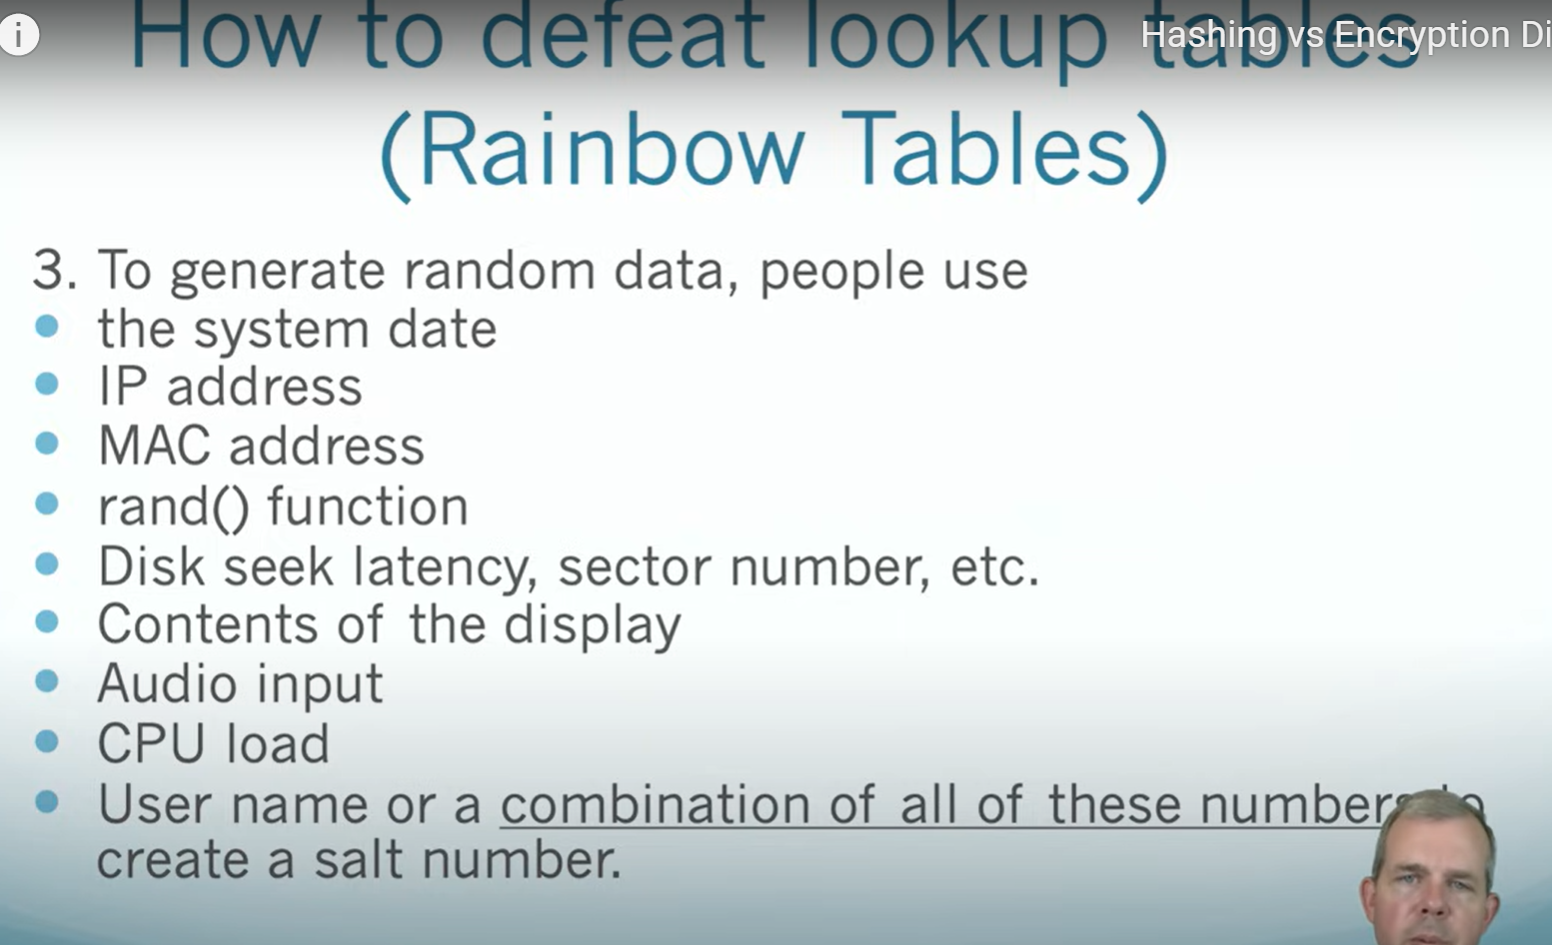 How to defeat lookup tables
Hashing vs Encryption Di
(Rainbow Tables)
3. To generate random data, people use
the system date
IP address
MAC address
rand() function
Disk seek latency, sector number, etc.
Contents of the display
Audio input
CPU load
User name or a combination of all of these numbers to
create a salt number.